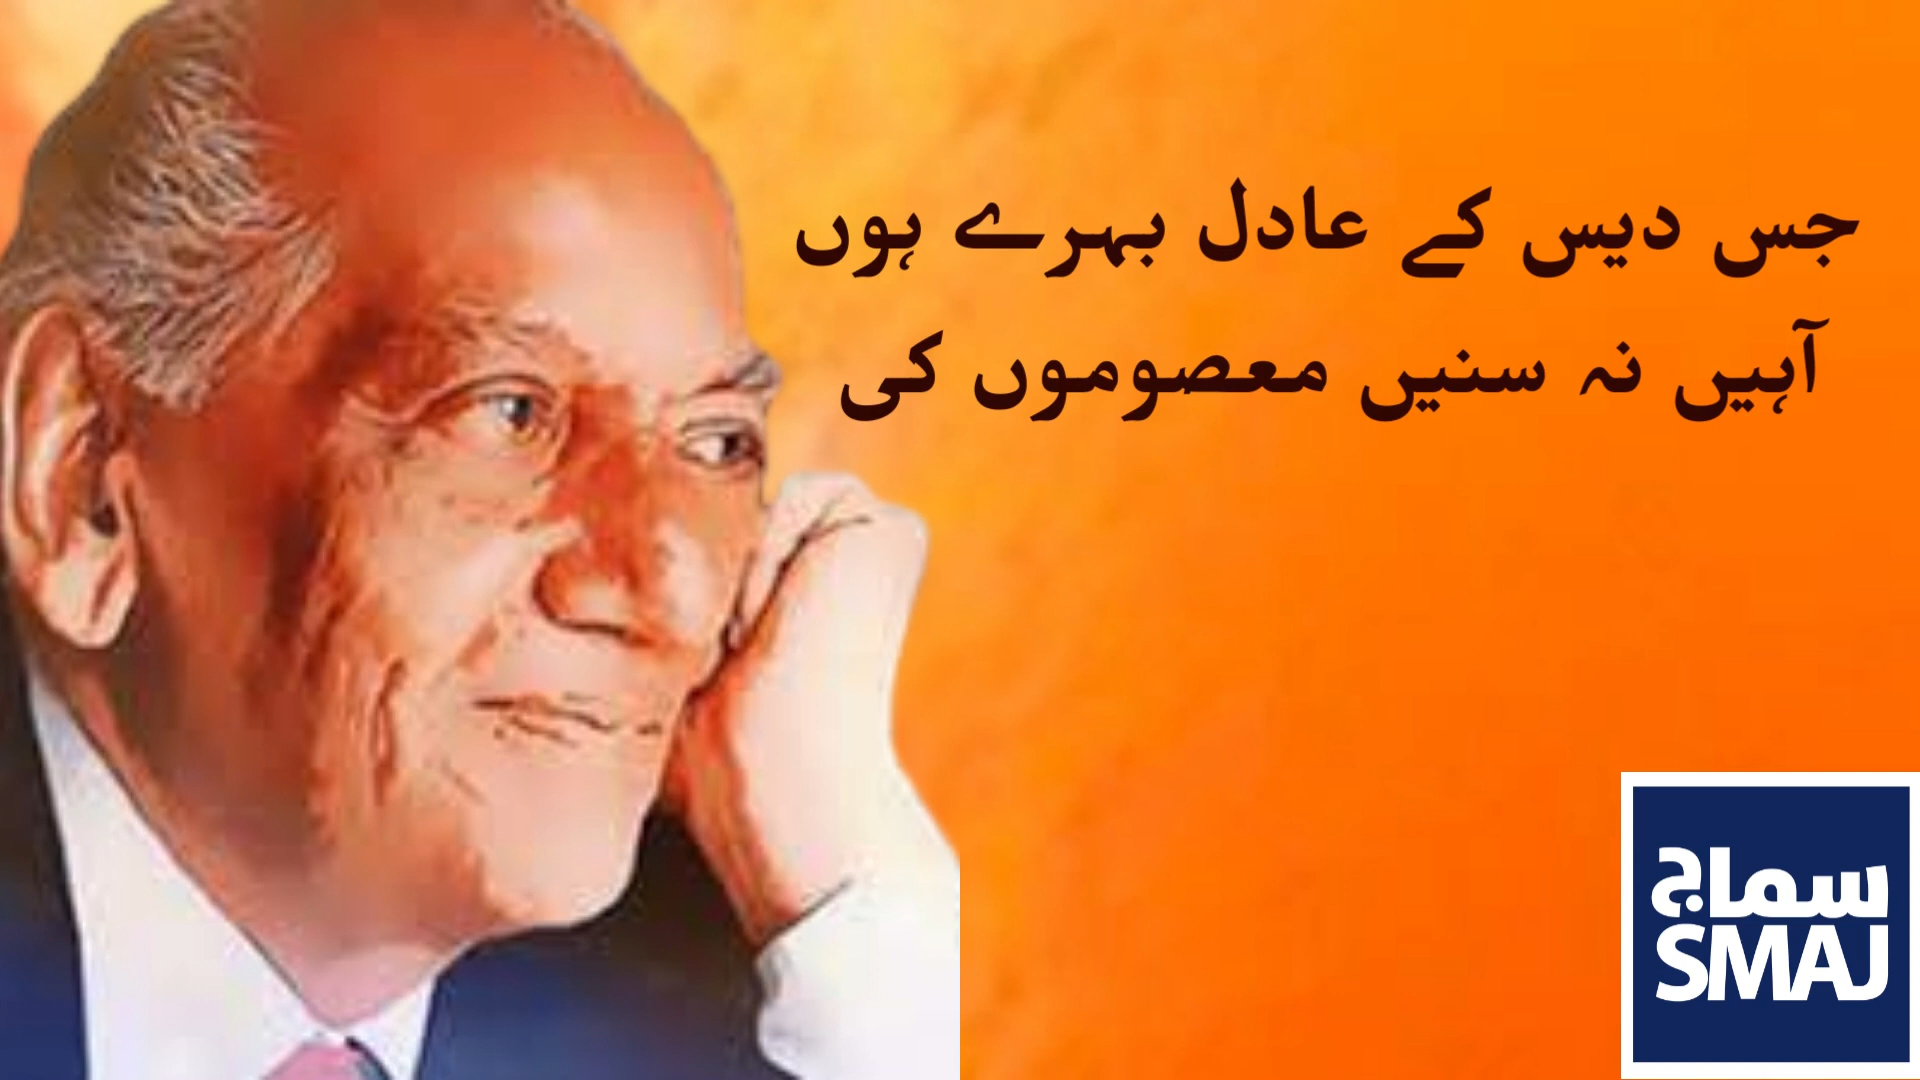 جس دیس کے عادل بہرے ہوں
آہیں نہ سنیں معصوموں کی
سماج
SMAJ